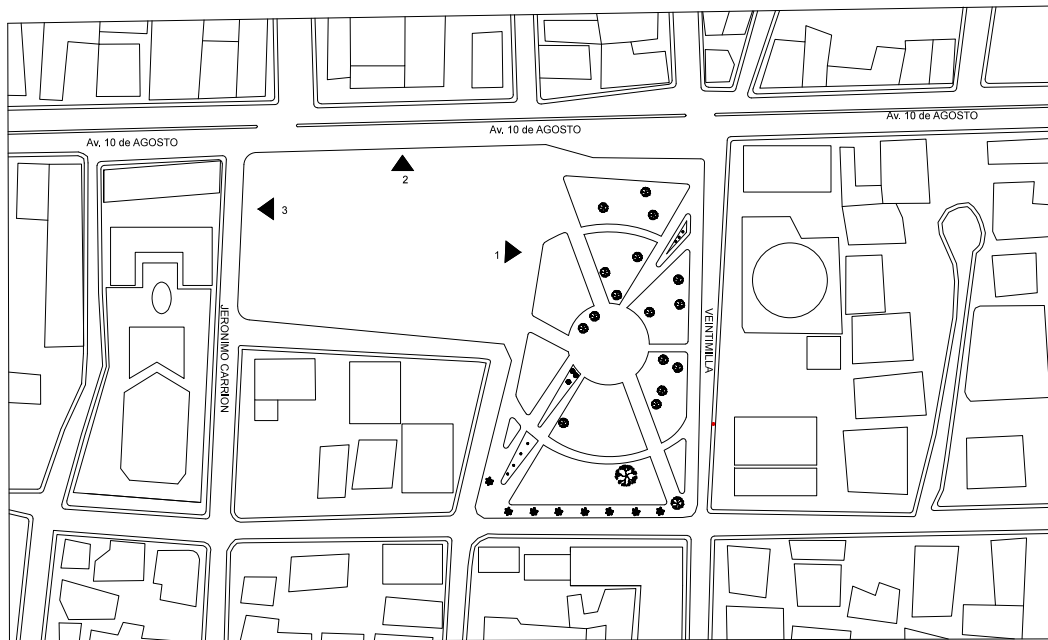 Av. 10 de AGOSTO
Av. 10 de AGOSTO
Av. 10 de AGOSTO
2
3
1
JERONIMO CARRION
VEINTIMILLA